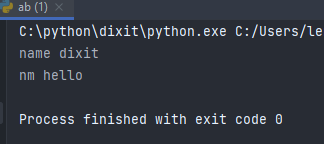 ab (1)
C:\python\dixit\python.exe C:/Users/le
name dixit
nm hello
Process finished with exit code 0